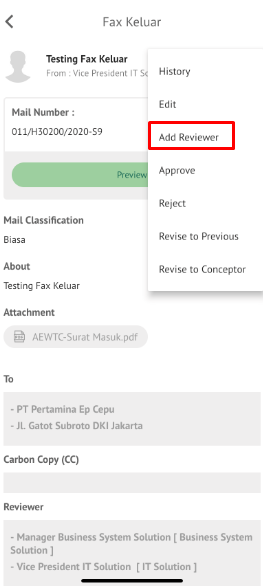 Fax Keluar
Testing Fax Keluar
From : Vice President IT So
Mail Number :
011/H30200/2020-S9
Preview
History
Edit
Add Reviewer
Approve
Reject
Revise to Previous
Revise to Conceptor
Mail Classification
Biasa
About
Testing Fax Keluar
Attachment
AEWTC-Surat Masuk.pdf
To
- PT Pertamina Ep Cepu
- JL. Gatot Subroto DKI Jakarta
Carbon Copy (CC)
Reviewer
- Manager Business System Solution [ Business System
Solution ]
- Vice President IT Solution [ IT Solution ]